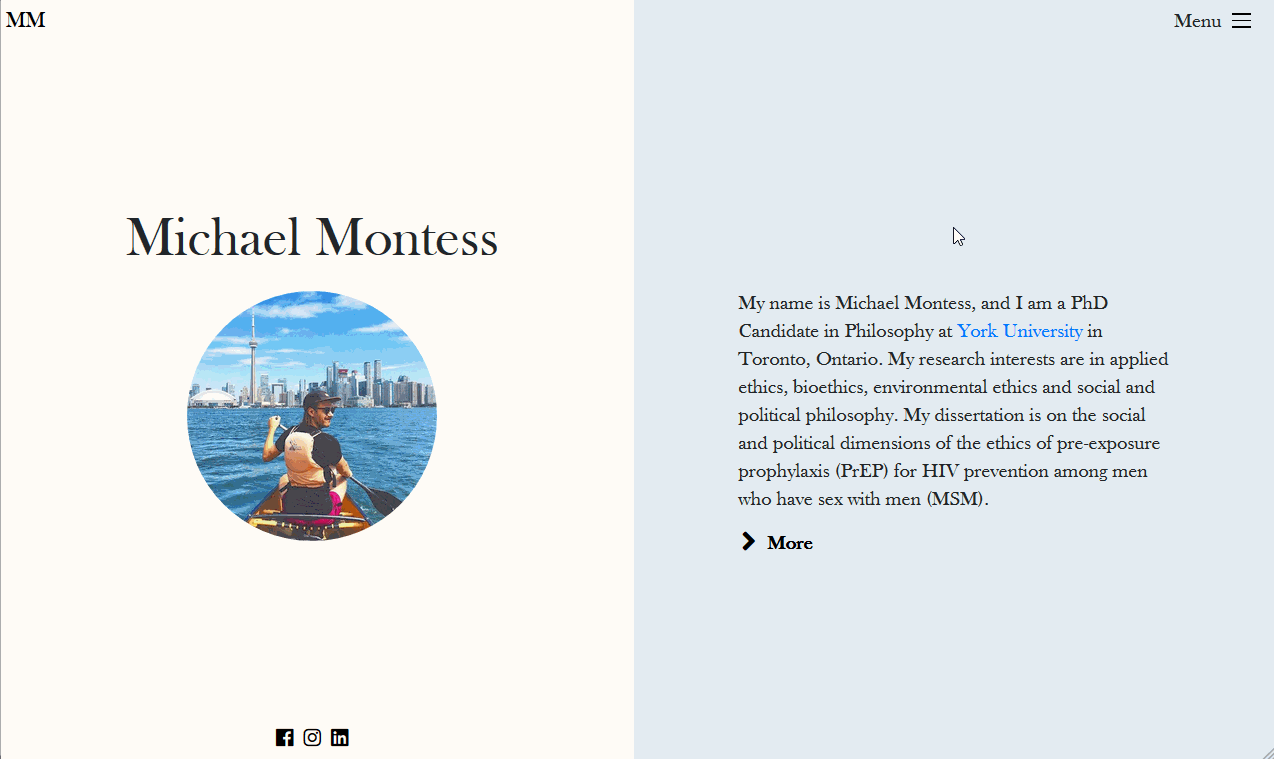 MM
Menu
Michael Montess
My name is Michael Montess, and I am a PhD
Candidate in Philosophy at York University in
Toronto, Ontario. My research interests are in applied
ethics, bioethics, environmental ethics and social and
political philosophy. My dissertation is on the social
and political dimensions of the ethics of pre-exposure
prophylaxis (PrEP) for HIV prevention among men
who have sex with men (MSM).
More